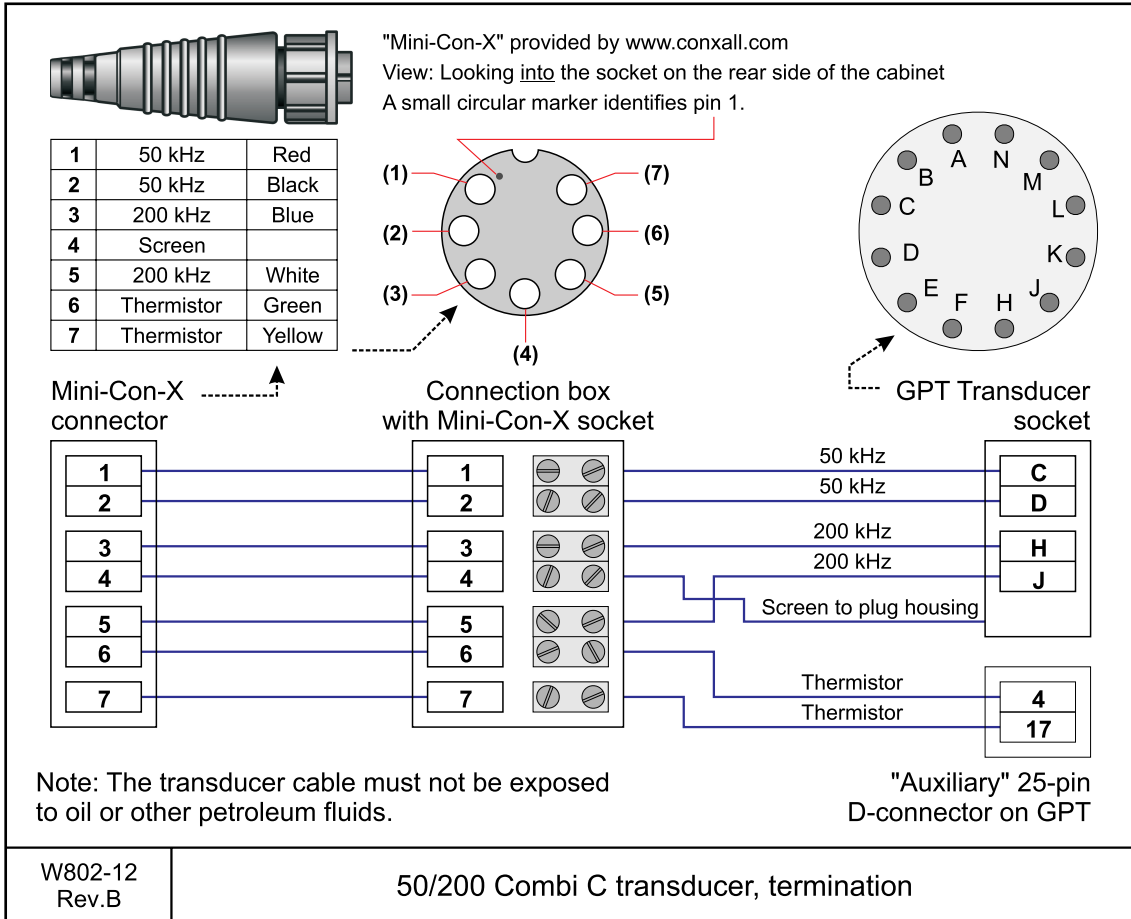 "Mini-Con-X" provided by www.conxall.com
View: Looking into the socket on the rear side of the cabinet
A small circular marker identifies pin 1.
1 50 kHz Red
2 50 kHz Black
3 200 kHz Blue
4 Screen
5 200 kHz White
6 Thermistor Green
7 Thermistor Yellow
(1)
(2)
(3)
(4)
(5)
(6)
(7)
A
B
C
D
E
F
H
J
K
L
M
N
Mini-Con-X
connector
Connection box
with Mini-Con-X socket
GPT Transducer
socket
1
2
3
4
5
6
7
1
2
3
4
5
6
7
50 kHz
50 kHz
200 kHz
200 kHz
Screen to plug housing
Thermistor
Thermistor
C
D
H
J
4
17
Note: The transducer cable must not be exposed
to oil or other petroleum fluids.
"Auxiliary" 25-pin
D-connector on GPT
W802-12
Rev.B
50/200 Combi C transducer, termination